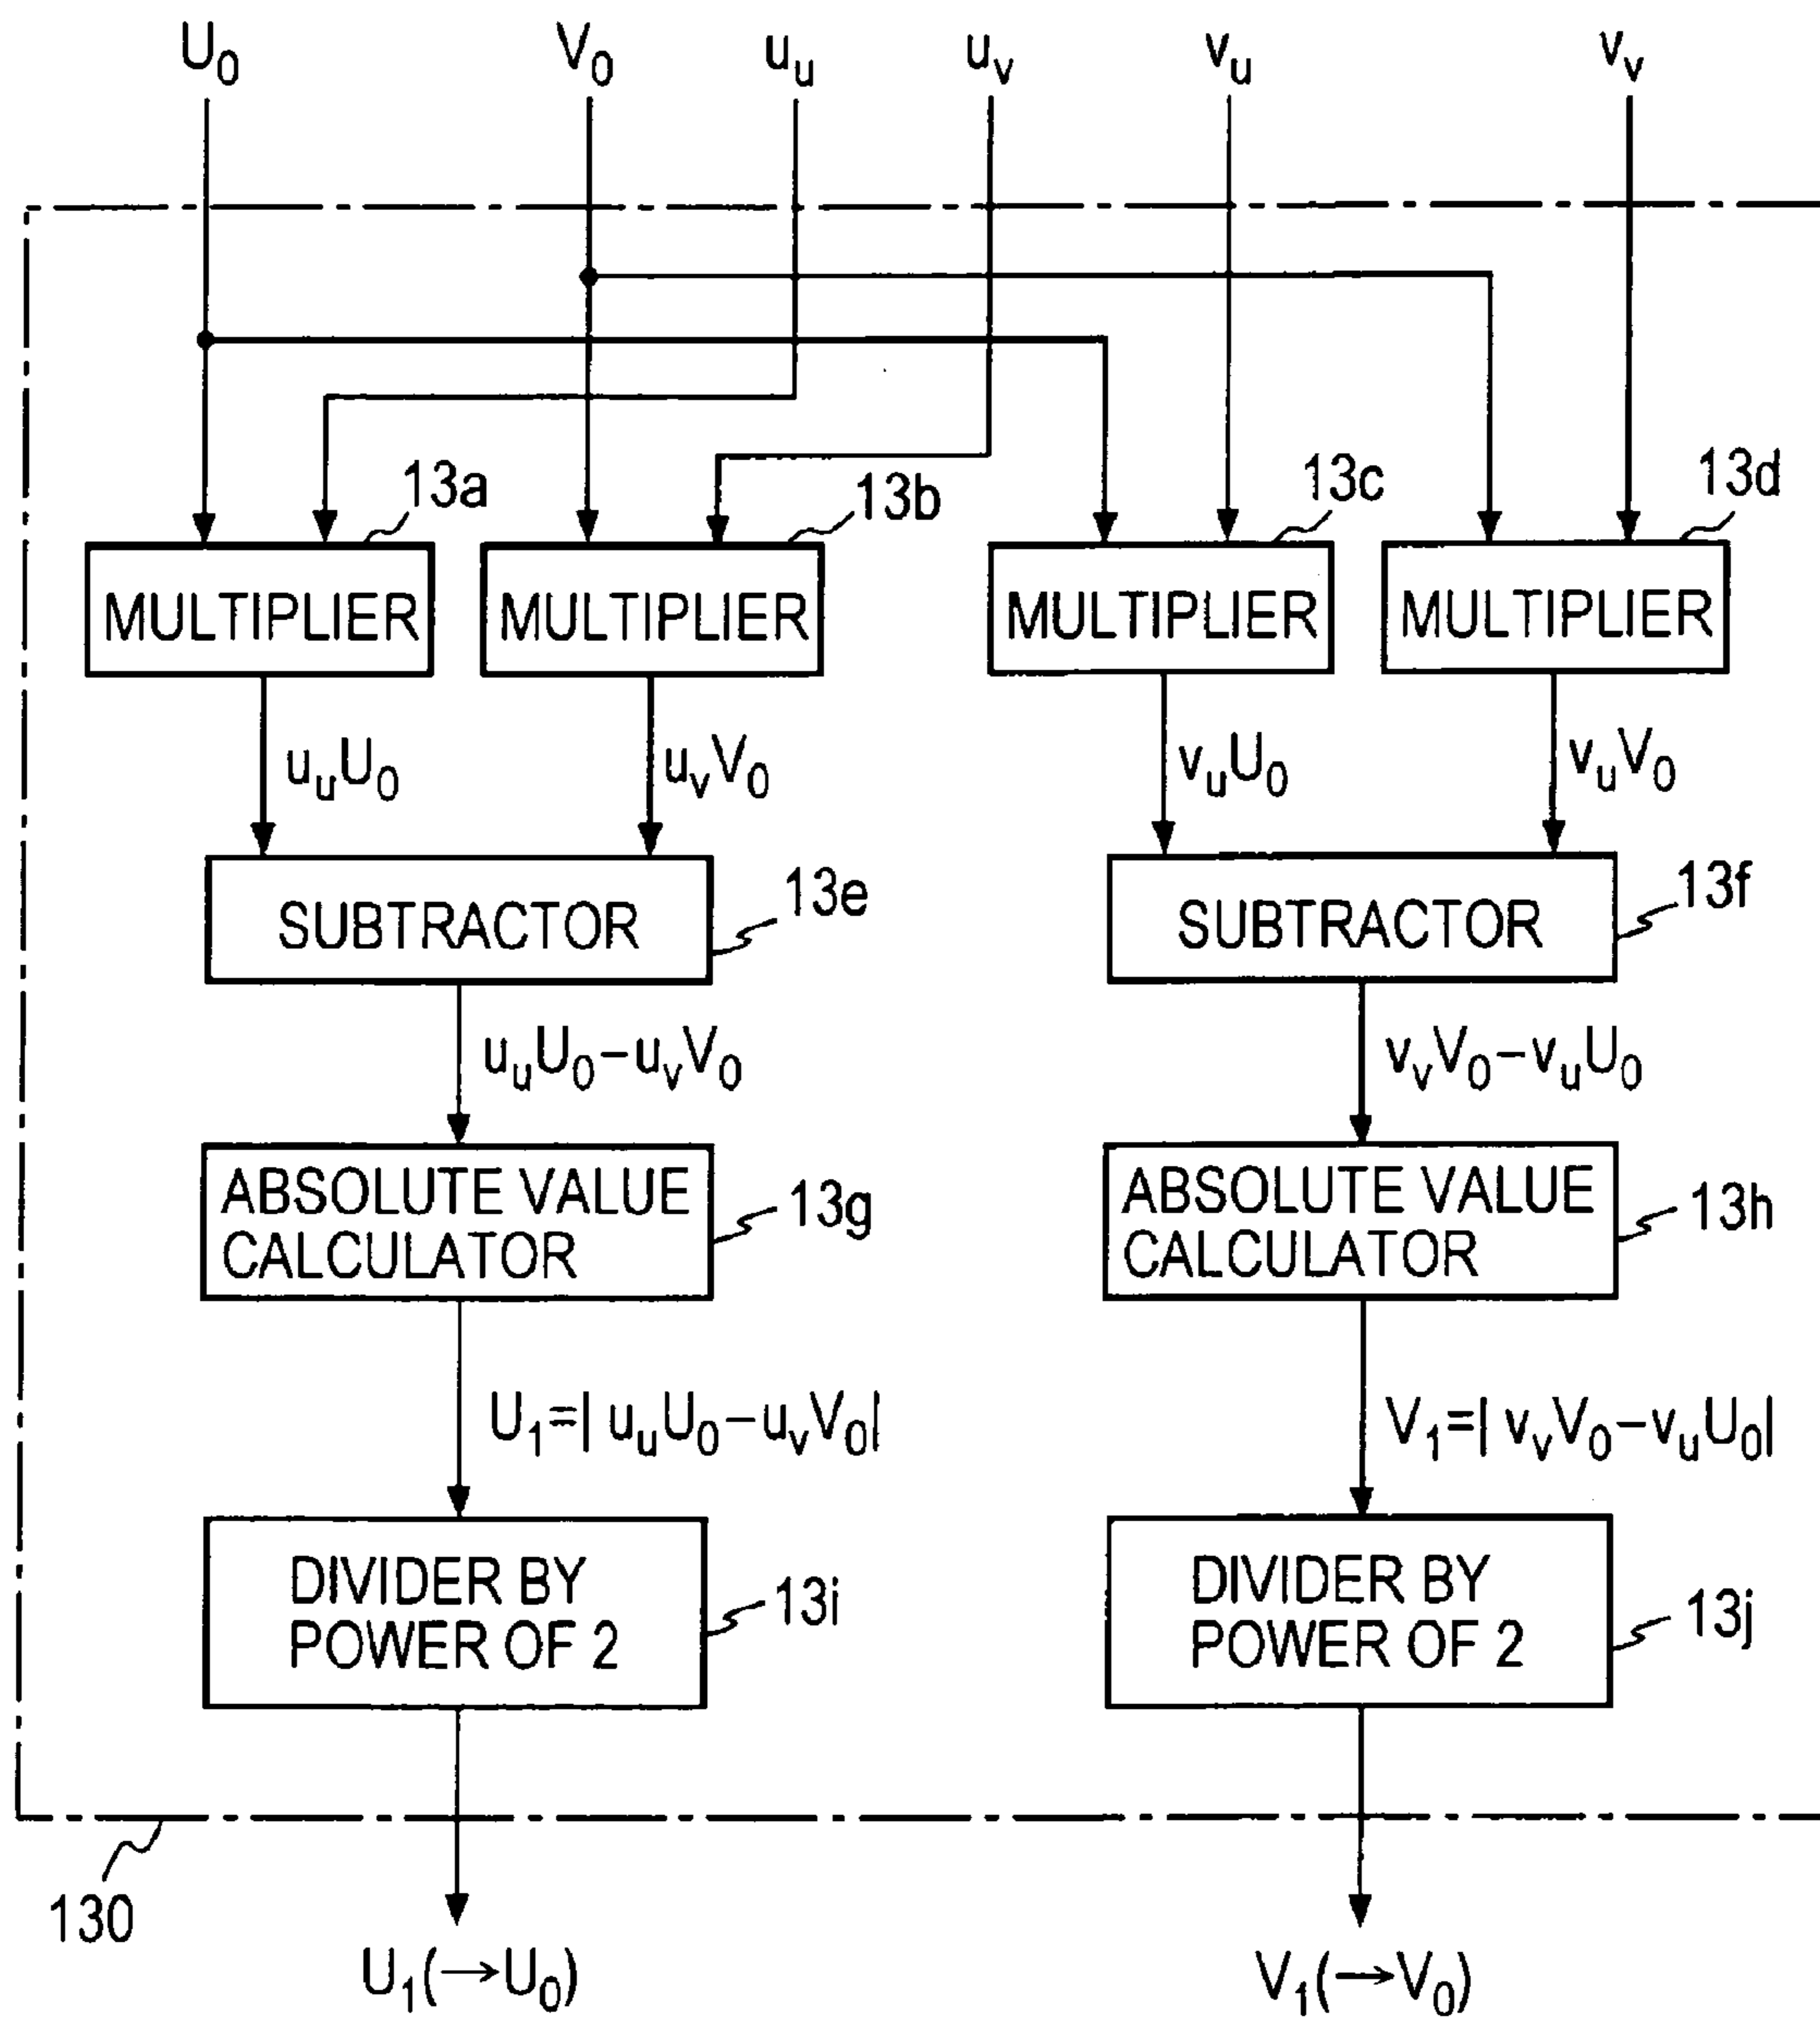 U₀ V₀ uᵤ uᵥ vᵤ vᵥ
13a 13b 13c 13d
MULTIPLIER MULTIPLIER MULTIPLIER MULTIPLIER
uᵤU₀ uᵥV₀ vᵤU₀ vᵤV₀
SUBTRACTOR 13e SUBTRACTOR 13f
uᵤU₀−uᵥV₀ vᵥV₀−vᵤU₀
ABSOLUTE VALUE
CALCULATOR
13g
ABSOLUTE VALUE
CALCULATOR
13h
U₁=| uᵤU₀−uᵥV₀| V₁=| vᵥV₀−vᵤU₀|
DIVIDER BY
POWER OF 2
13i
DIVIDER BY
POWER OF 2
13j
130
U₁(→U₀) V₁(→V₀)